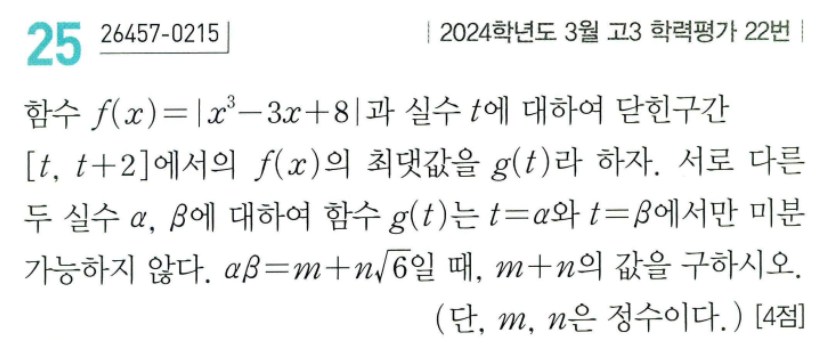 25 26457-0215 | 2024학년도 3월 고3 학력평가 22번 |
함수 f(x)=|x³-3x+8|과 실수 t에 대하여 닫힌구간
[t, t+2]에서의 f(x)의 최댓값을 g(t)라 하자. 서로 다른
두 실수 α, β에 대하여 함수 g(t)는 t=α와 t=β에서만 미분
가능하지 않다. αβ=m+n√6일 때, m+n의 값을 구하시오.
(단, m, n은 정수이다.) [4점]